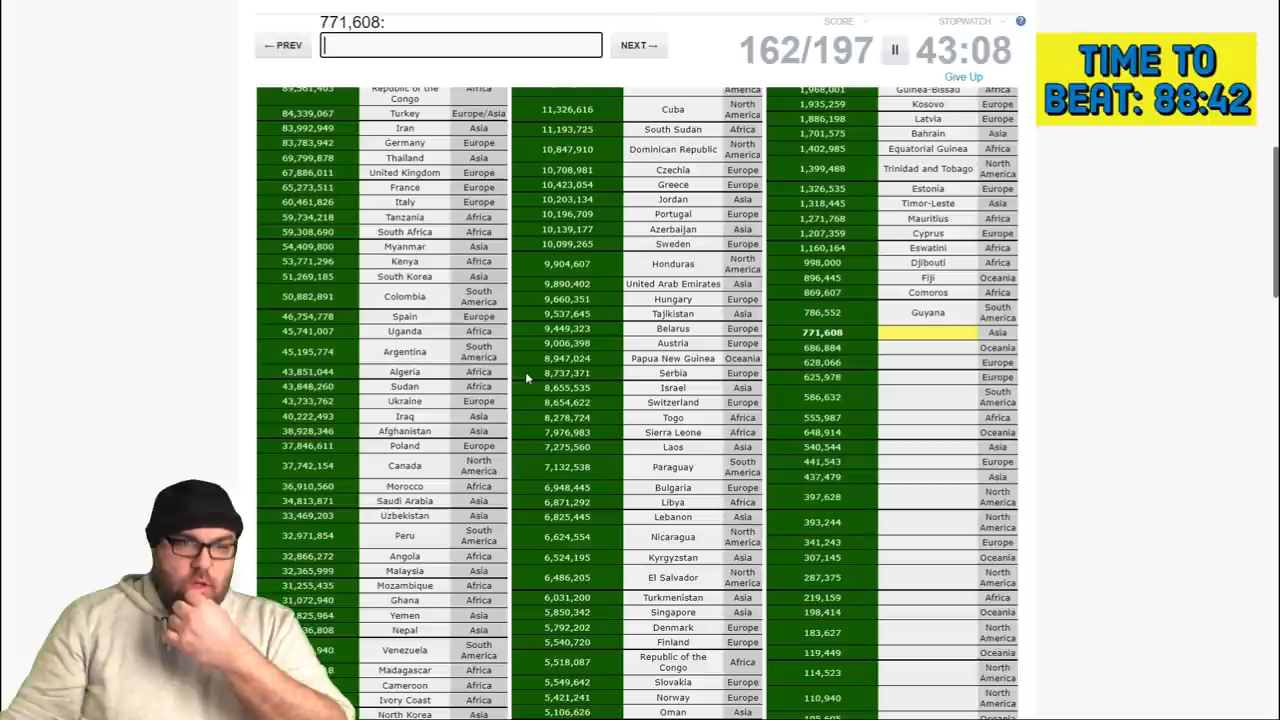 771,608:
SCORE
STOPWATCH
?
← PREV
NEXT →
162/197
43:08
Give Up
TIME TO
BEAT: 88:42
Republic of the Congo Africa
84,339,067 Turkey Europe/Asia
83,992,949 Iran Asia
83,783,942 Germany Europe
69,799,878 Thailand Asia
67,886,011 United Kingdom Europe
65,273,511 France Europe
60,461,826 Italy Europe
59,734,218 Tanzania Africa
59,308,690 South Africa Africa
54,409,800 Myanmar Asia
53,771,296 Kenya Africa
51,269,185 South Korea Asia
50,882,891 Colombia South America
46,754,778 Spain Europe
45,741,007 Uganda Africa
45,195,774 Argentina South America
43,851,044 Algeria Africa
43,848,260 Sudan Africa
43,733,762 Ukraine Europe
40,222,493 Iraq Asia
38,928,346 Afghanistan Asia
37,846,611 Poland Europe
37,742,154 Canada North America
36,910,560 Morocco Africa
34,813,871 Saudi Arabia Asia
33,469,203 Uzbekistan Asia
32,971,854 Peru South America
32,866,272 Angola Africa
32,365,999 Malaysia Asia
31,255,435 Mozambique Africa
31,072,940 Ghana Africa
825,964 Yemen Asia
36,808 Nepal Asia
940 Venezuela South America
8 Madagascar Africa
Cameroon Africa
Ivory Coast Africa
North Korea Asia
America
11,326,616 Cuba North America
11,193,725 South Sudan Africa
10,847,910 Dominican Republic North America
10,708,981 Czechia Europe
10,423,054 Greece Europe
10,203,134 Jordan Asia
10,196,709 Portugal Europe
10,139,177 Azerbaijan Asia
10,099,265 Sweden Europe
9,904,607 Honduras North America
9,890,402 United Arab Emirates Asia
9,660,351 Hungary Europe
9,537,645 Tajikistan Asia
9,449,323 Belarus Europe
9,006,398 Austria Europe
8,947,024 Papua New Guinea Oceania
8,737,371 Serbia Europe
8,655,535 Israel Asia
8,654,622 Switzerland Europe
8,278,724 Togo Africa
7,976,983 Sierra Leone Africa
7,275,560 Laos Asia
7,132,538 Paraguay South America
6,948,445 Bulgaria Europe
6,871,292 Libya Africa
6,825,445 Lebanon Asia
6,624,554 Nicaragua North America
6,524,195 Kyrgyzstan Asia
6,486,205 El Salvador North America
6,031,200 Turkmenistan Asia
5,850,342 Singapore Asia
5,792,202 Denmark Europe
5,540,720 Finland Europe
5,518,087 Republic of the Congo Africa
5,549,642 Slovakia Europe
5,421,241 Norway Europe
5,106,626 Oman Asia
1,968,001 Guinea-Bissau Africa
1,935,259 Kosovo Europe
1,886,198 Latvia Europe
1,701,575 Bahrain Asia
1,402,985 Equatorial Guinea Africa
1,399,488 Trinidad and Tobago North America
1,326,535 Estonia Europe
1,318,445 Timor-Leste Asia
1,271,768 Mauritius Africa
1,207,359 Cyprus Europe
1,160,164 Eswatini Africa
998,000 Djibouti Africa
896,445 Fiji Oceania
869,607 Comoros Africa
786,552 Guyana South America
771,608 Asia
686,884 Oceania
628,066 Europe
625,978 Europe
586,632 South America
555,987 Africa
648,914 Oceania
540,544 Asia
441,543 Europe
437,479 Asia
397,628 North America
393,244 North America
341,243 Europe
307,145 Oceania
287,375 North America
219,159 Africa
198,414 Oceania
183,627 North America
119,449 Oceania
114,523 North America
110,940 North America
Oceania